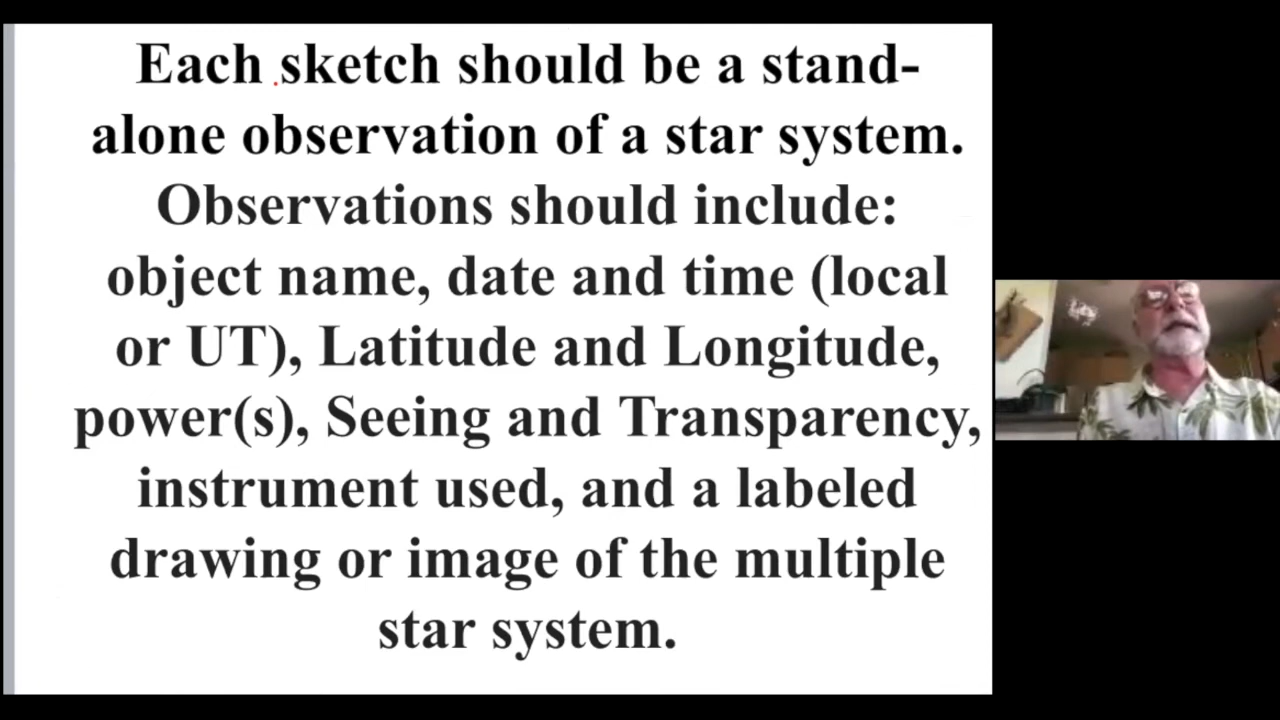 Each sketch should be a stand-
alone observation of a star system.
Observations should include:
object name, date and time (local
or UT), Latitude and Longitude,
power(s), Seeing and Transparency,
instrument used, and a labeled
drawing or image of the multiple
star system.